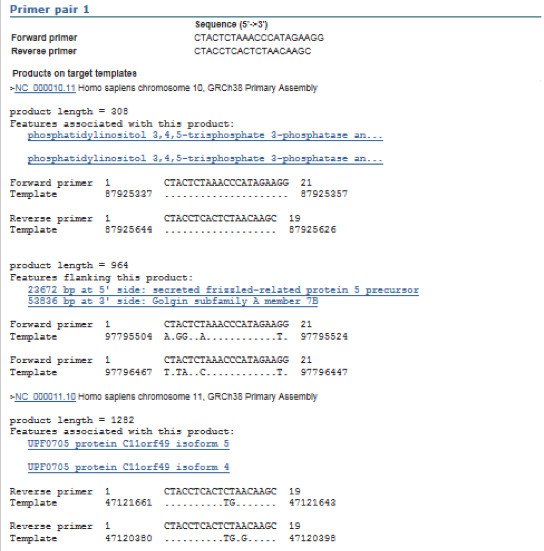 Primer pair 1
Sequence (5'->3')
Forward primer CTACTCTAAACCCATAGAAGG
Reverse primer CTACCTCACTCTAACAAGC
Products on target templates
>NC_000010.11 Homo sapiens chromosome 10, GRCh38 Primary Assembly
product length = 308
Features associated with this product:
phosphatidylinositol 3,4,5-trisphosphate 3-phosphatase an...
phosphatidylinositol 3,4,5-trisphosphate 3-phosphatase an...
Forward primer 1 CTACTCTAAACCCATAGAAGG 21
Template 87925337 ..................... 87925357
Reverse primer 1 CTACCTCACTCTAACAAGC 19
Template 87925644 ................... 87925626
product length = 964
Features flanking this product:
23672 bp at 5' side: secreted frizzled-related protein 5 precursor
53836 bp at 3' side: Golgin subfamily A member 7B
Forward primer 1 CTACTCTAAACCCATAGAAGG 21
Template 97795504 A.GG..A............T. 97795524
Forward primer 1 CTACTCTAAACCCATAGAAGG 21
Template 97796467 T.TA..C............T. 97796447
>NC_000011.10 Homo sapiens chromosome 11, GRCh38 Primary Assembly
product length = 1282
Features associated with this product:
UPF0705 protein C11orf49 isoform 5
UPF0705 protein C11orf49 isoform 4
Reverse primer 1 CTACCTCACTCTAACAAGC 19
Template 47121661 ..........TG....... 47121643
Reverse primer 1 CTACCTCACTCTAACAAGC 19
Template 47120380 ..........TG.G..... 47120398